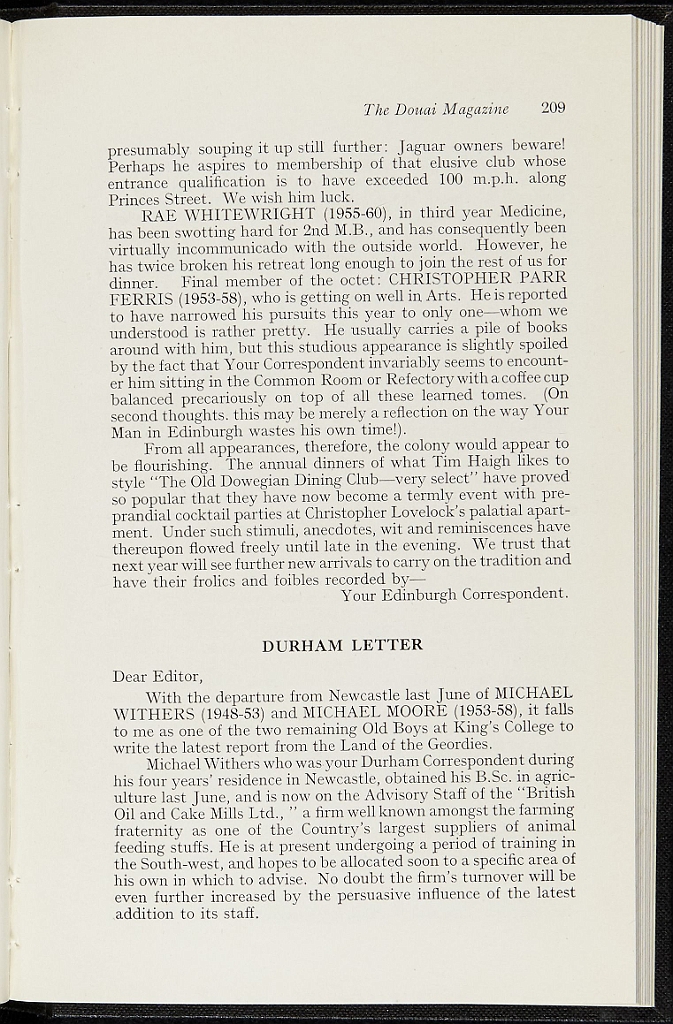 The Douai Magazine 209
presumably souping it up still further: Jaguar owners beware!
Perhaps he aspires to membership of that elusive club whose
entrance qualification is to have exceeded 100 m.p.h. along
Princes Street. We wish him luck.
RAE WHITEWRIGHT (1955-60), in third year Medicine,
has been swotting hard for 2nd M.B., and has consequently been
virtually incommunicado with the outside world. However, he
has twice broken his retreat long enough to join the rest of us for
dinner. Final member of the octet: CHRISTOPHER PARR
FERRIS (1953-58), who is getting on well in Arts. He is reported
to have narrowed his pursuits this year to only one—whom we
understood is rather pretty. He usually carries a pile of books
around with him, but this studious appearance is slightly spoiled
by the fact that Your Correspondent invariably seems to encount-
er him sitting in the Common Room or Refectory with a coffee cup
balanced precariously on top of all these learned tomes. (On
second thoughts. this may be merely a reflection on the way Your
Man in Edinburgh wastes his own time!).
From all appearances, therefore, the colony would appear to
be flourishing. The annual dinners of what Tim Haigh likes to
style "The Old Dowegian Dining Club—very select" have proved
so popular that they have now become a termly event with pre-
prandial cocktail parties at Christopher Lovelock's palatial apart-
ment. Under such stimuli, anecdotes, wit and reminiscences have
thereupon flowed freely until late in the evening. We trust that
next year will see further new arrivals to carry on the tradition and
have their frolics and foibles recorded by—
Your Edinburgh Correspondent.
DURHAM LETTER
Dear Editor,
With the departure from Newcastle last June of MICHAEL
WITHERS (1948-53) and MICHAEL MOORE (1953-58), it falls
to me as one of the two remaining Old Boys at King's College to
write the latest report from the Land of the Geordies.
Michael Withers who was your Durham Correspondent during
his four years' residence in Newcastle, obtained his B.Sc. in agric-
ulture last June, and is now on the Advisory Staff of the "British
Oil and Cake Mills Ltd., " a firm well known amongst the farming
fraternity as one of the Country's largest suppliers of animal
feeding stuffs. He is at present undergoing a period of training in
the South-west, and hopes to be allocated soon to a specific area of
his own in which to advise. No doubt the firm's turnover will be
even further increased by the persuasive influence of the latest
addition to its staff.